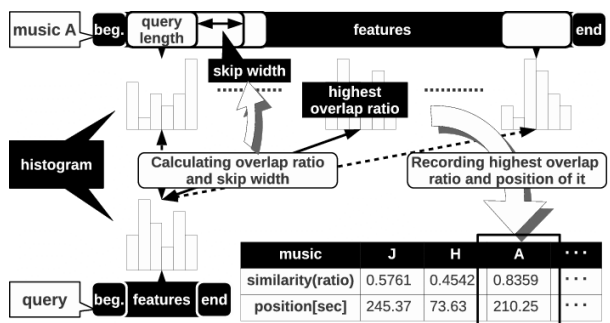 music A
beg.
query
length
features
end
skip width
highest
overlap ratio
histogram
Calculating overlap ratio
and skip width
Recording highest overlap
ratio and position of it
music J H A ···
similarity(ratio) 0.5761 0.4542 0.8359 ···
position[sec] 245.37 73.63 210.25 ···
query
beg. features end